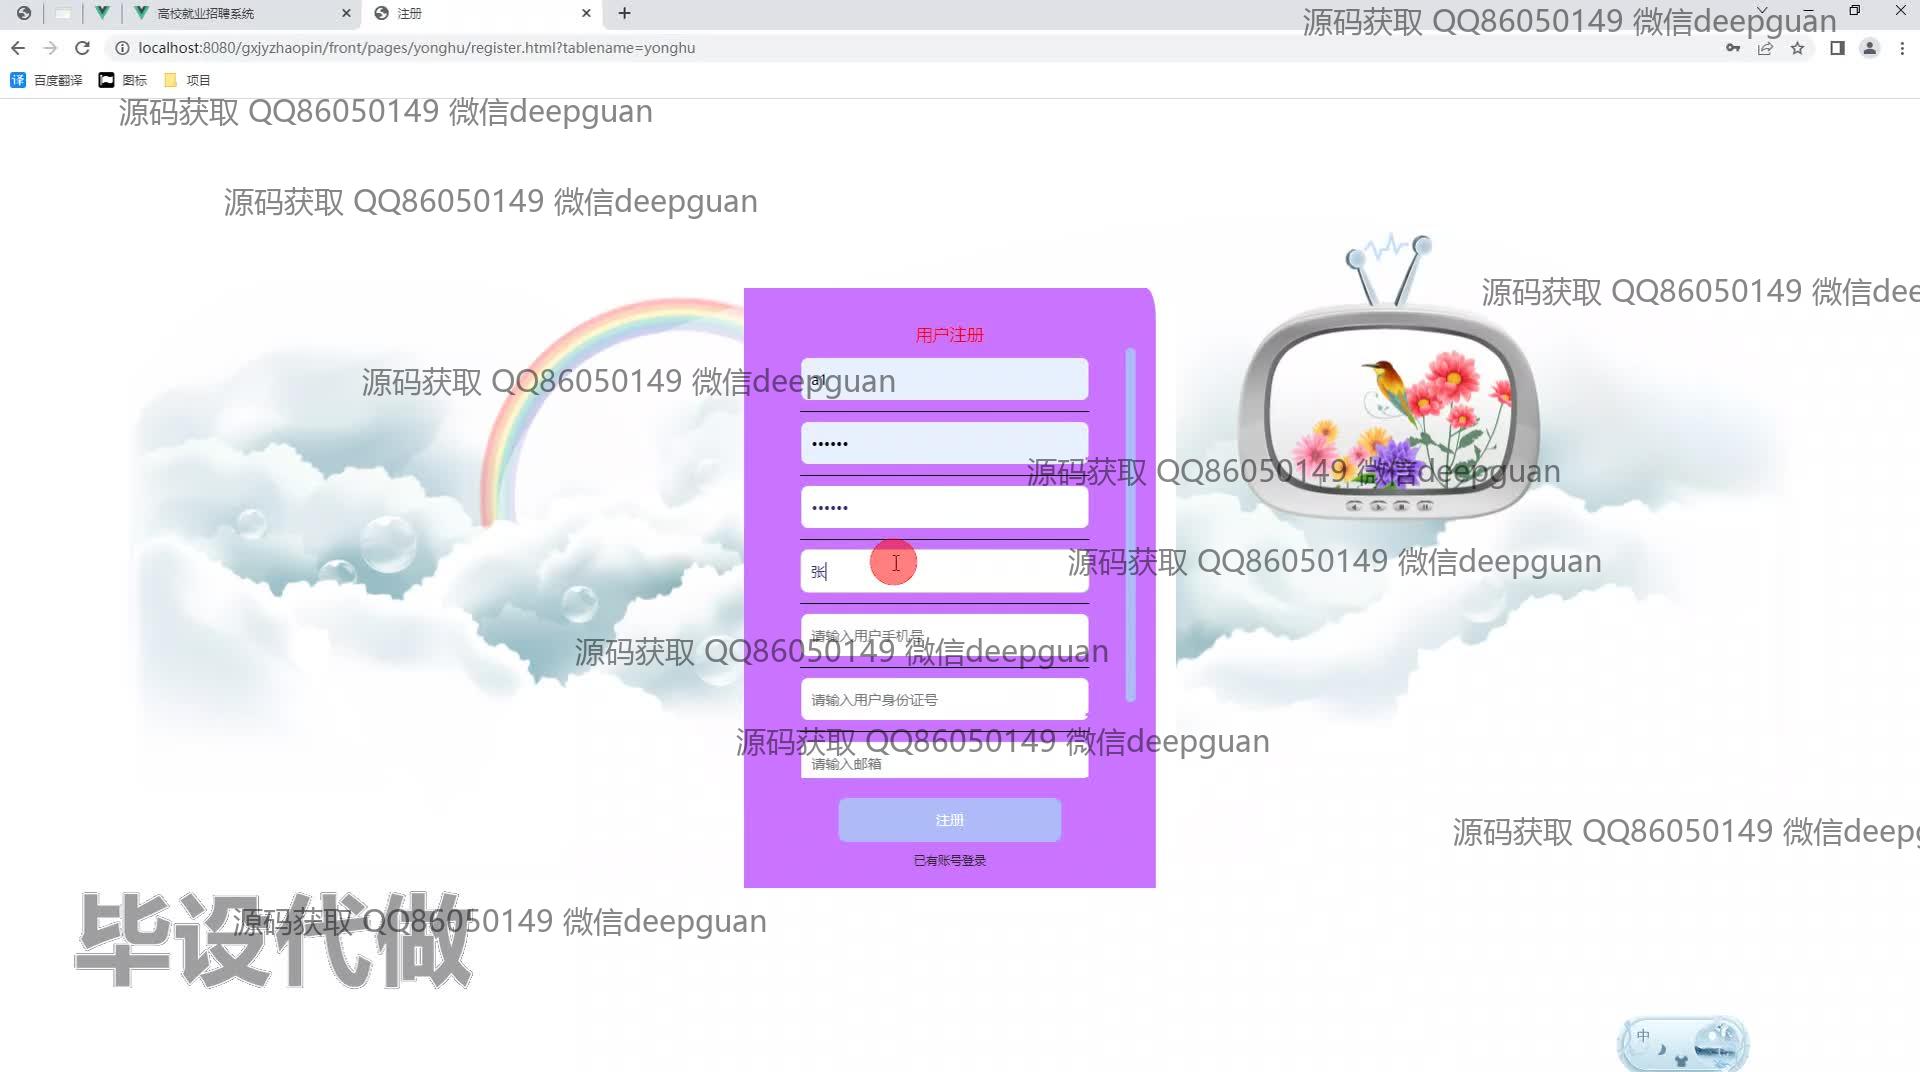 高校就业招聘系统
注册
源码获取 QQ86050149 微信deepguan
localhost:8080/gxjyzhaopin/front/pages/yonghu/register.html?tablename=yonghu
百度翻译
图标
项目
源码获取 QQ86050149 微信deepguan
源码获取 QQ86050149 微信deepguan
源码获取 QQ86050149 微信dee
用户注册
源码获取 QQ86050149 微信deepguan
a1
••••••
源码获取 QQ86050149 微信deepguan
••••••
张
源码获取 QQ86050149 微信deepguan
请输入用户手机号
源码获取 QQ86050149 微信deepguan
请输入用户身份证号
源码获取 QQ86050149 微信deepguan
请输入邮箱
注册
源码获取 QQ86050149 微信deep
已有账号登录
毕设代做
源码获取 QQ86050149 微信deepguan
中